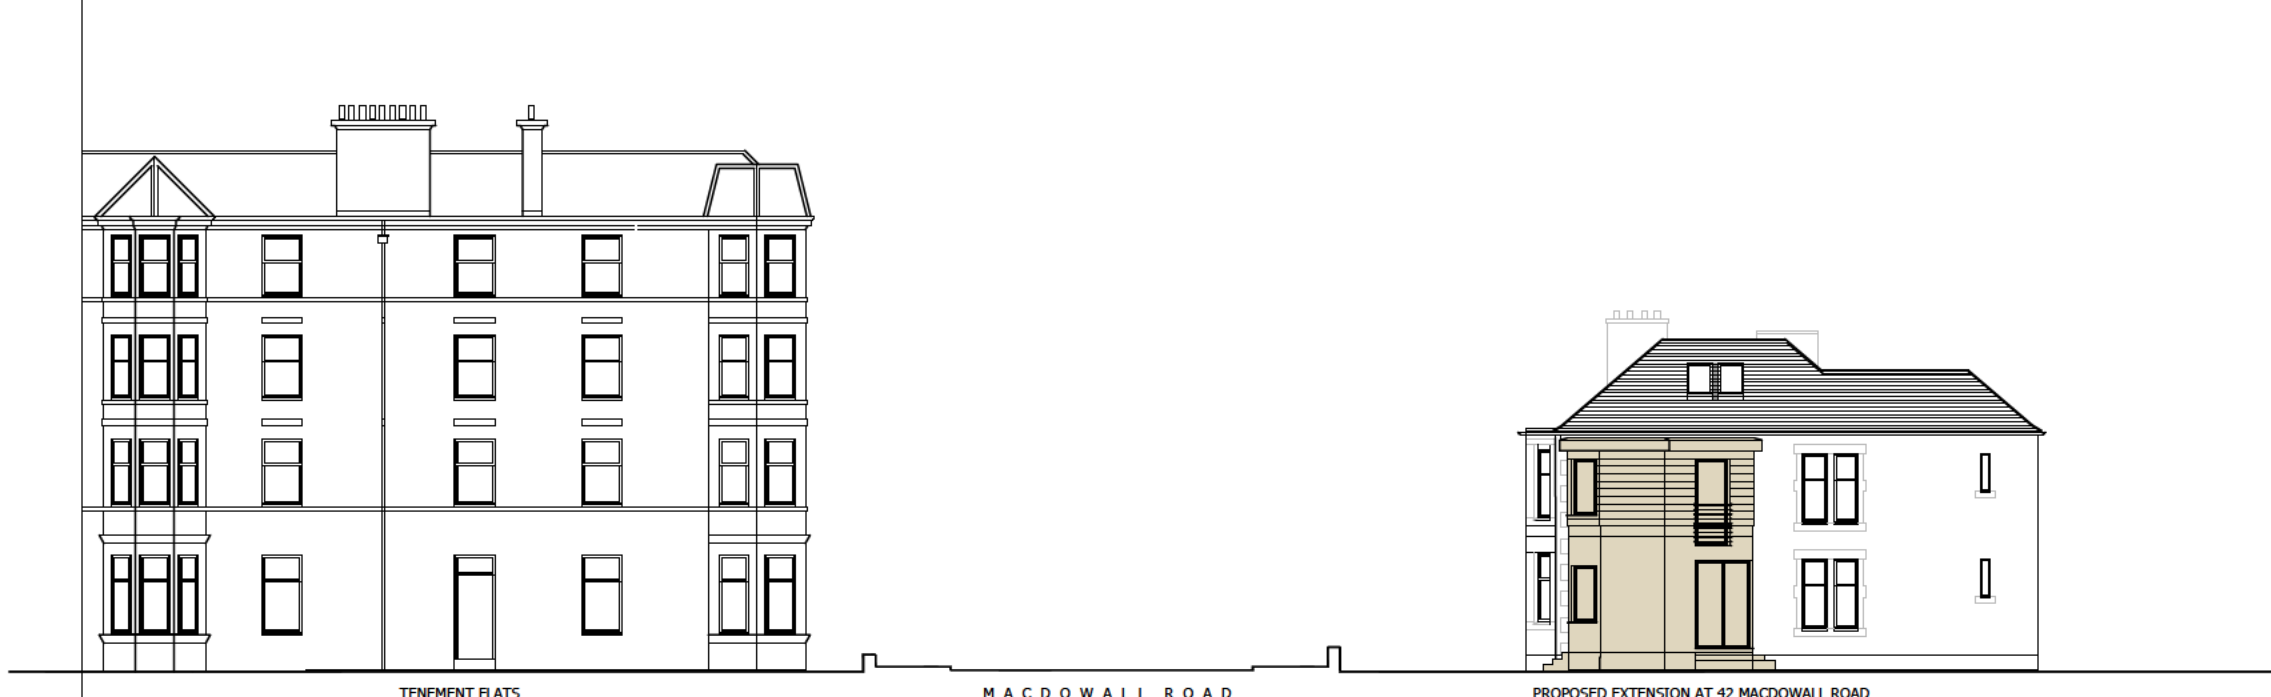 TENEMENT FLATS
MACDOWALL ROAD
PROPOSED EXTENSION AT 42 MACDOWALL ROAD